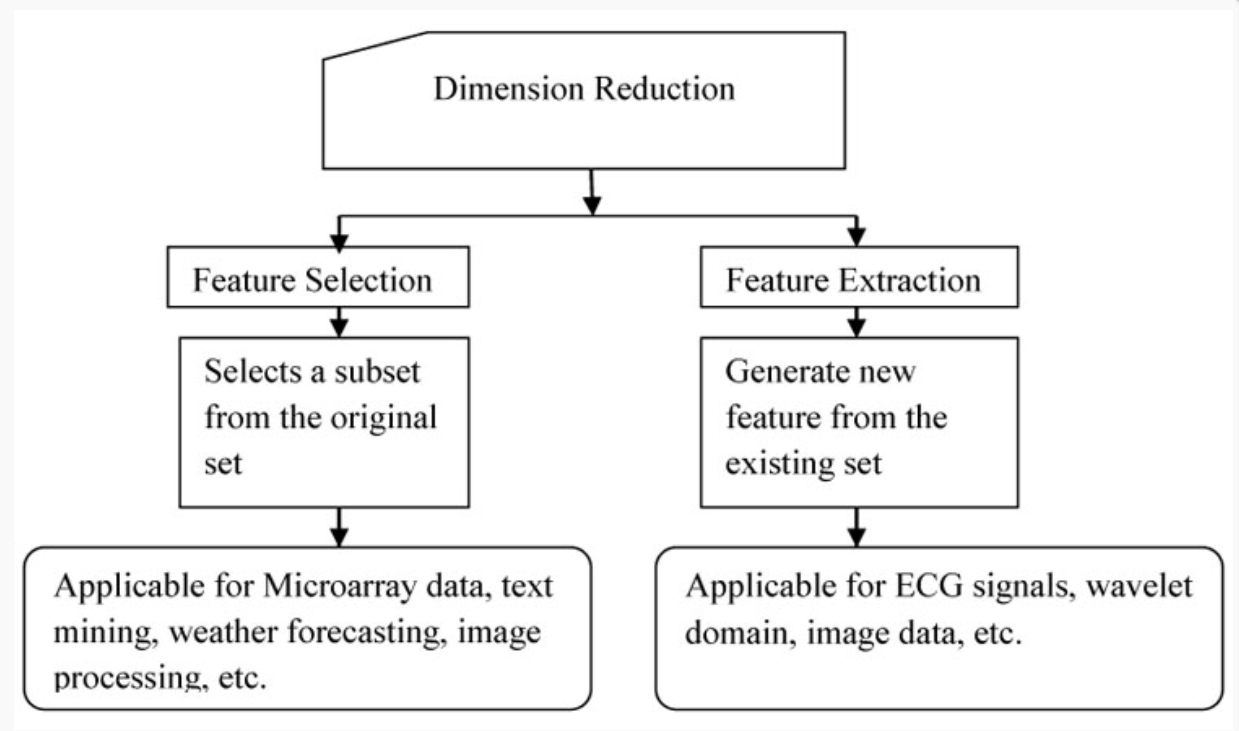 Dimension Reduction
Feature Selection
Feature Extraction
Selects a subset
from the original
set
Generate new
feature from the
existing set
Applicable for Microarray data, text
mining, weather forecasting, image
processing, etc.
Applicable for ECG signals, wavelet
domain, image data, etc.